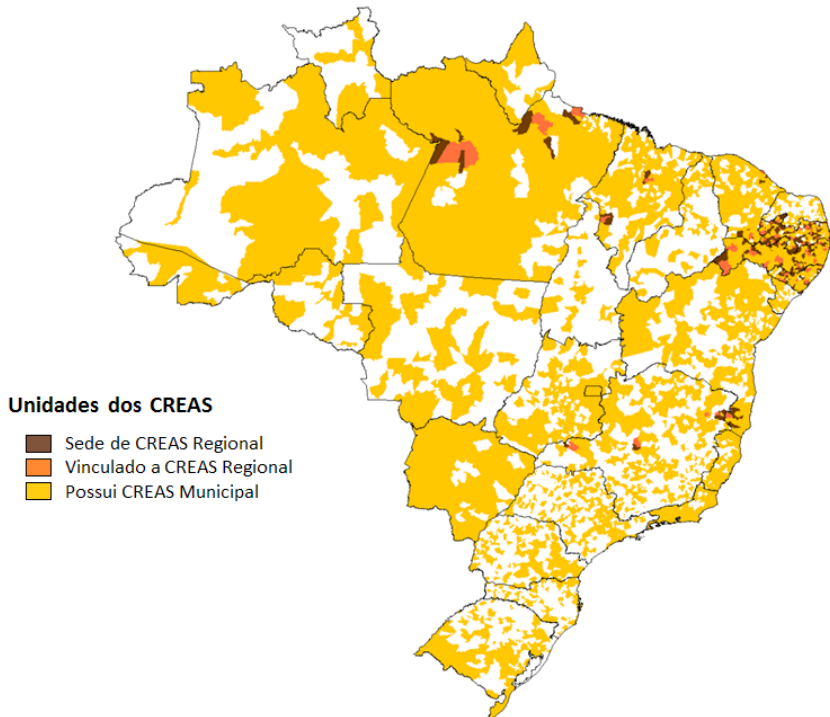 Unidades dos CREAS
Sede de CREAS Regional
Vinculado a CREAS Regional
Possui CREAS Municipal